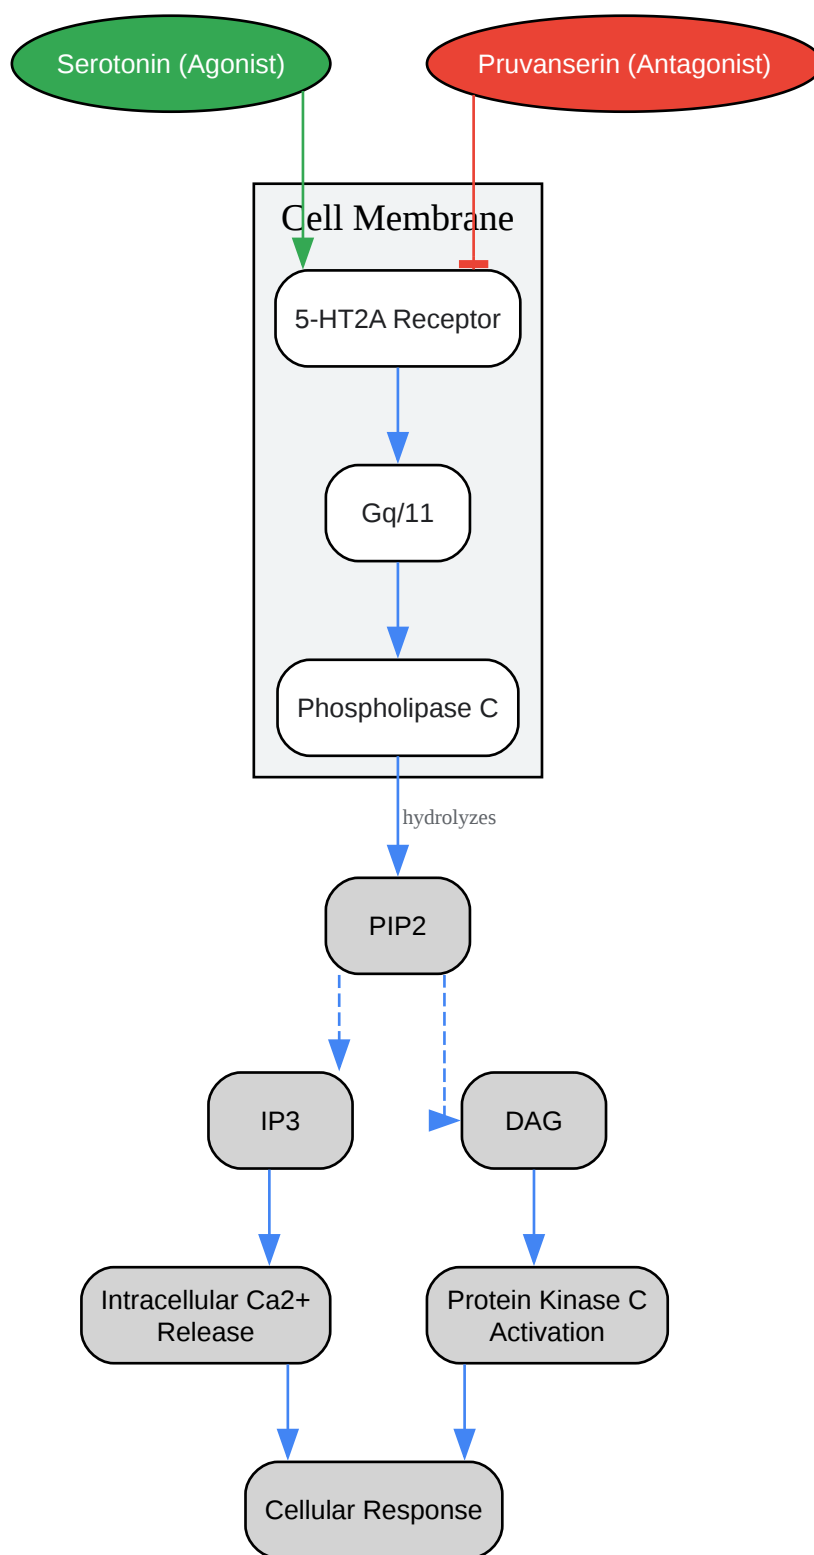 Serotonin (Agonist)
Pruvanserin (Antagonist)
Cell Membrane
5-HT2A Receptor
Gq/11
Phospholipase C
hydrolyzes
PIP2
IP3
DAG
Intracellular Ca2+
Release
Protein Kinase C
Activation
Cellular Response